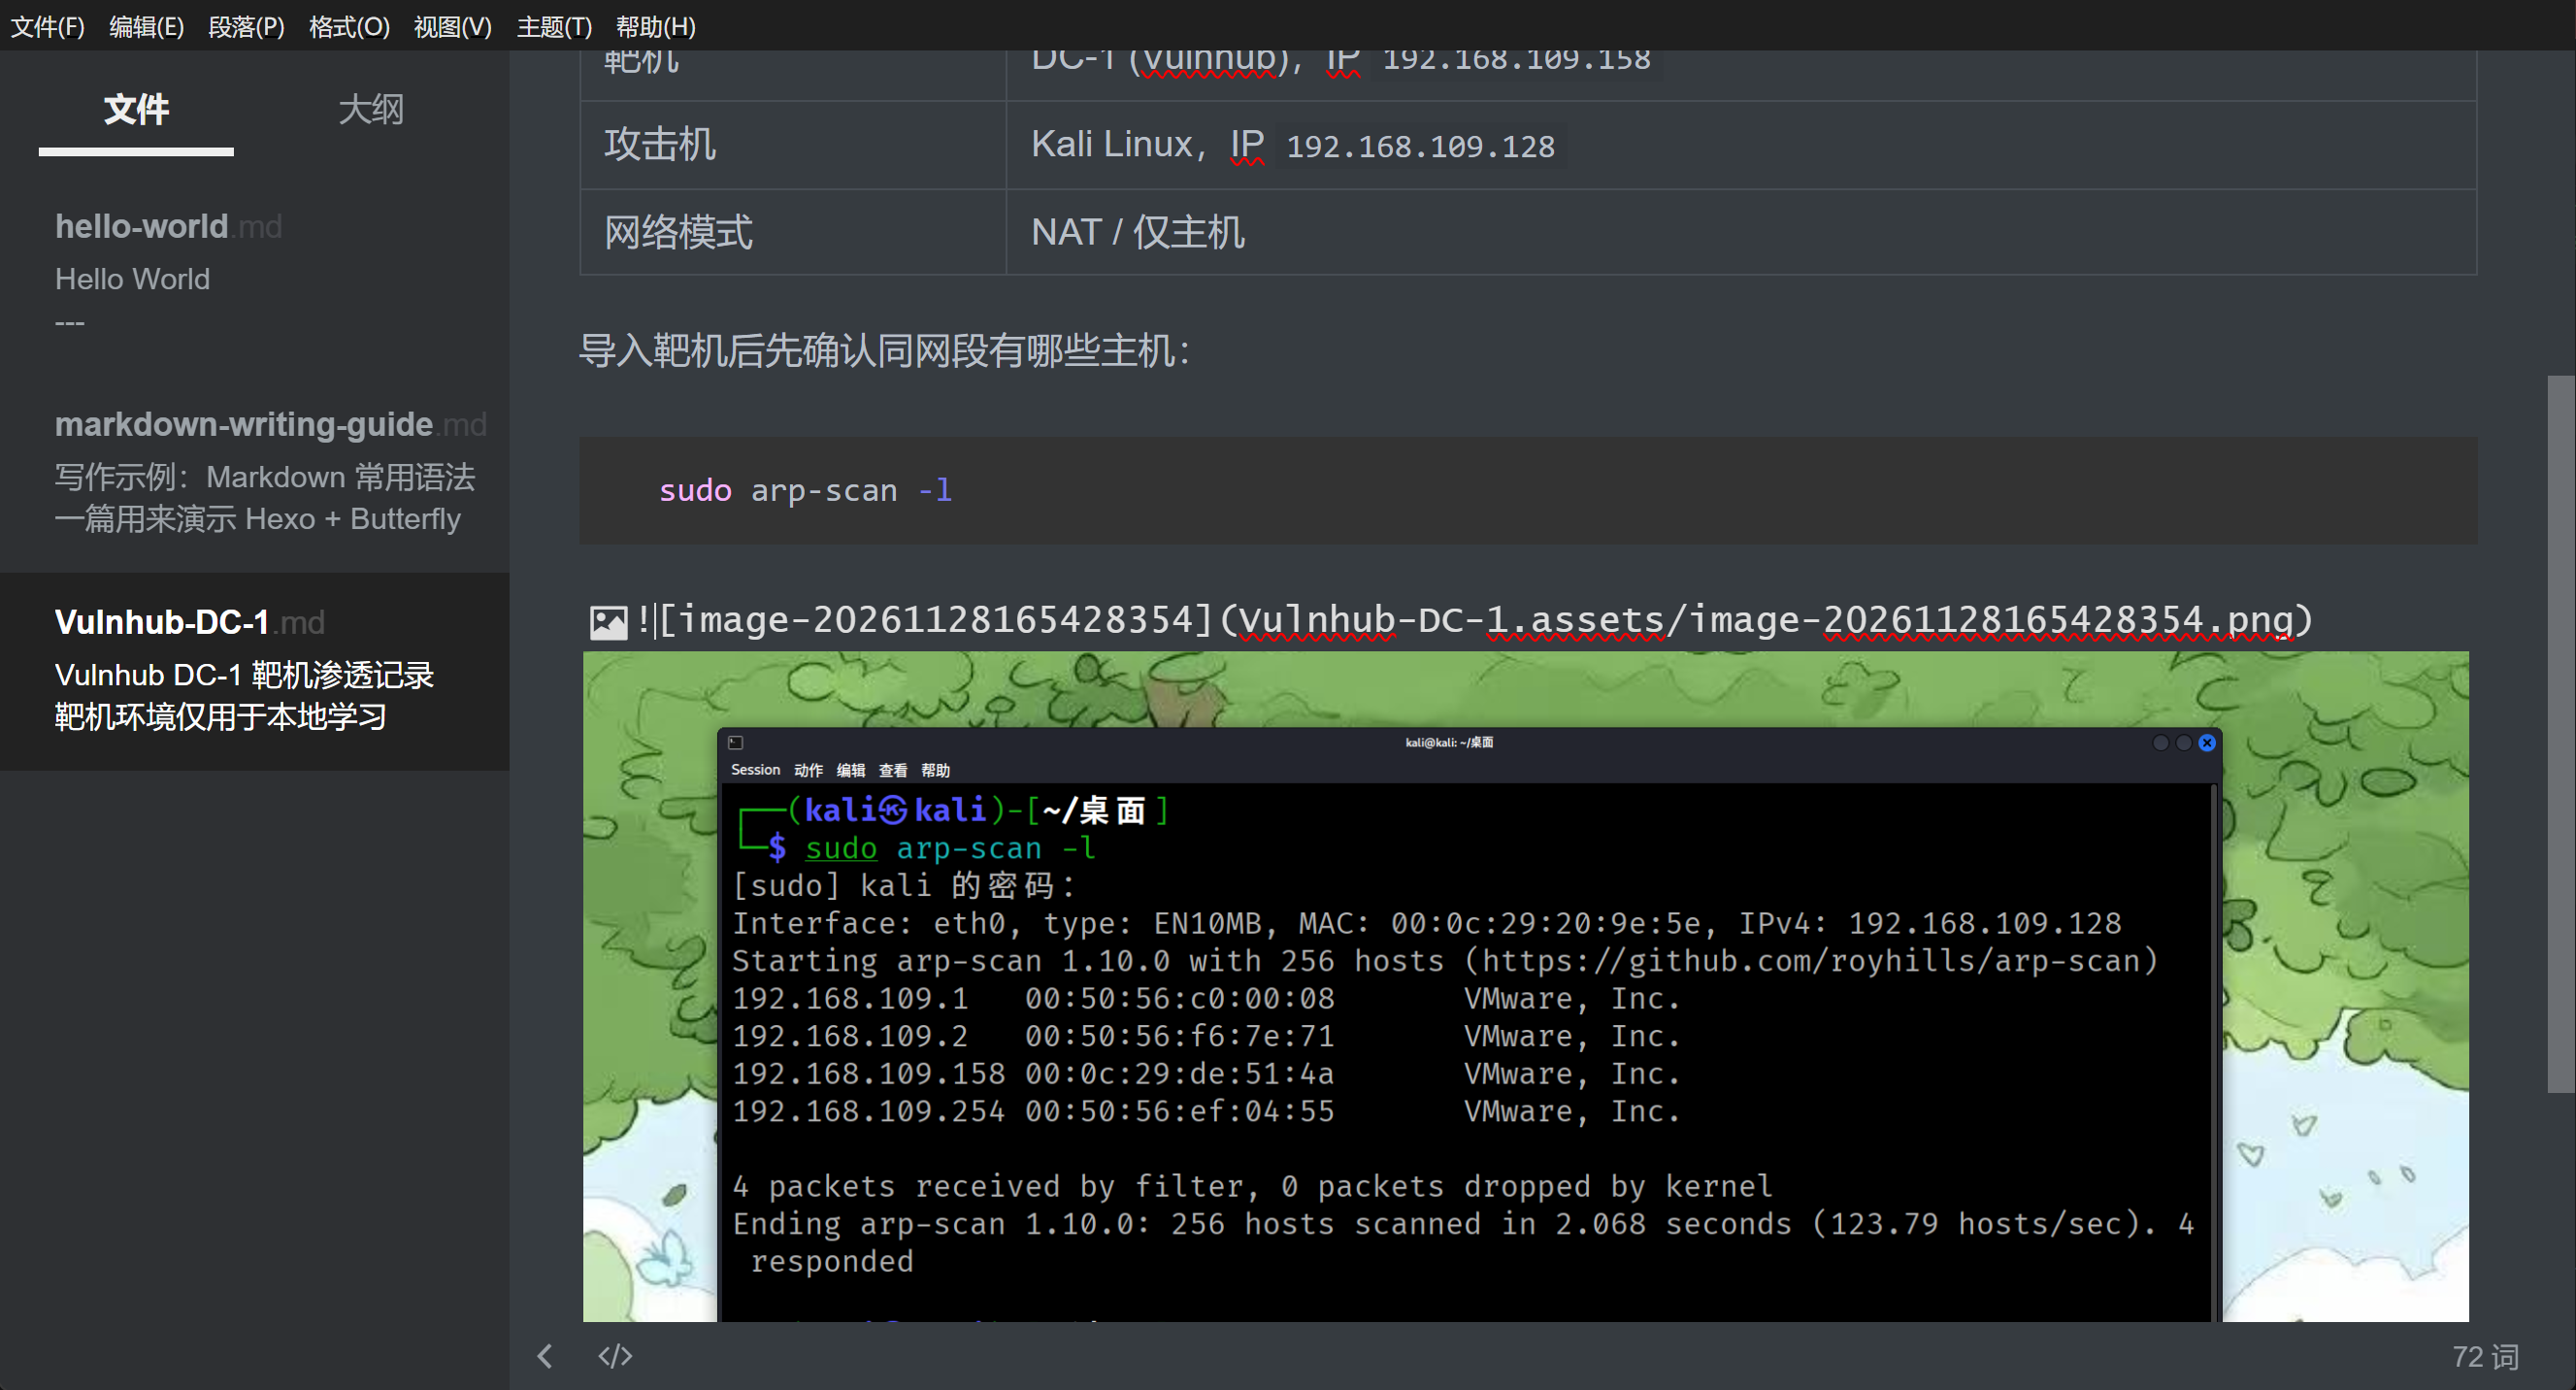 文件(F) 编辑(E) 段落(P) 格式(O) 视图(V) 主题(T) 帮助(H)
文件 大纲
hello-world.md
Hello World
---
markdown-writing-guide.md
写作示例：Markdown 常用语法
一篇用来演示 Hexo + Butterfly
Vulnhub-DC-1.md
Vulnhub DC-1 靶机渗透记录
靶机环境仅用于本地学习
靶机 DC-1 (Vulnhub)，IP 192.168.109.158
攻击机 Kali Linux，IP 192.168.109.128
网络模式 NAT / 仅主机
导入靶机后先确认同网段有哪些主机：
sudo arp-scan -l
![image-20261128165428354](Vulnhub-DC-1.assets/image-20261128165428354.png)
kali@kali: ~/桌面
Session 动作 编辑 查看 帮助
┌──(kali㉿kali)-[~/桌面]
└─$ sudo arp-scan -l
[sudo] kali 的密码：
Interface: eth0, type: EN10MB, MAC: 00:0c:29:20:9e:5e, IPv4: 192.168.109.128
Starting arp-scan 1.10.0 with 256 hosts (https://github.com/royhills/arp-scan)
192.168.109.1 00:50:56:c0:00:08 VMware, Inc.
192.168.109.2 00:50:56:f6:7e:71 VMware, Inc.
192.168.109.158 00:0c:29:de:51:4a VMware, Inc.
192.168.109.254 00:50:56:ef:04:55 VMware, Inc.
4 packets received by filter, 0 packets dropped by kernel
Ending arp-scan 1.10.0: 256 hosts scanned in 2.068 seconds (123.79 hosts/sec). 4
responded
72 词